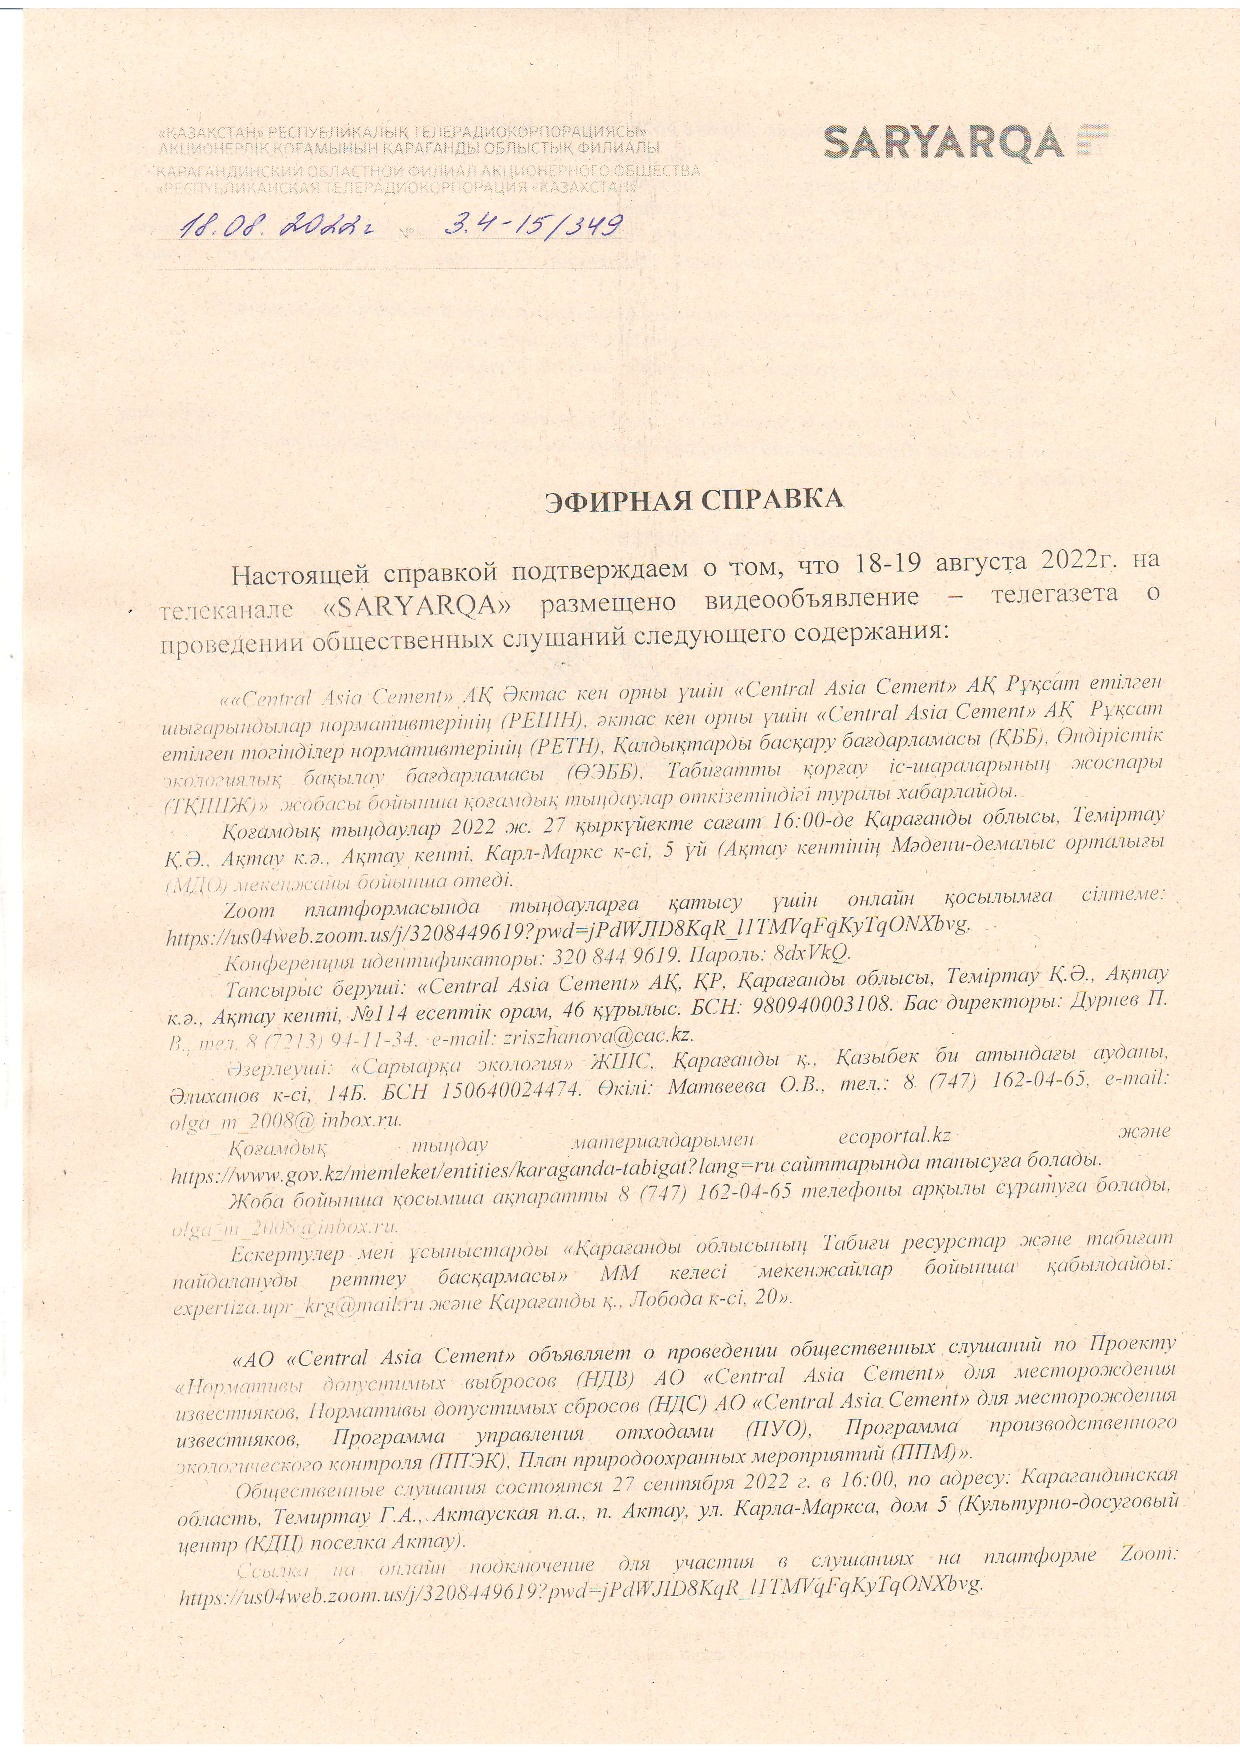 «ҚАЗАҚСТАН» РЕСПУБЛИКАЛЫҚ ТЕЛЕРАДИОКОРПОРАЦИЯСЫ»
АКЦИОНЕРЛІК ҚОҒАМЫНЫҢ ҚАРАҒАНДЫ ОБЛЫСТЫҚ ФИЛИАЛЫ
КАРАГАНДИНСКИЙ ОБЛАСТНОЙ ФИЛИАЛ АКЦИОНЕРНОГО ОБЩЕСТВА
«РЕСПУБЛИКАНСКАЯ ТЕЛЕРАДИОКОРПОРАЦИЯ «КАЗАХСТАН»
SARYARQA
18.08.2022г № 3.4-15/349
ЭФИРНАЯ СПРАВКА
Настоящей справкой подтверждаем о том, что 18-19 августа 2022г. на
телеканале «SARYARQA» размещено видеообъявление – телегазета о
проведении общественных слушаний следующего содержания:
««Central Asia Cement» АҚ Әктас кен орны үшін «Central Asia Cement» АҚ Рұқсат етілген
шығарындылар нормативтерінің (РЕШН), әктас кен орны үшін «Central Asia Cement» АҚ Рұқсат
етілген төгінділер нормативтерінің (РЕТН), Қалдықтарды басқару бағдарламасы (ҚББ), Өндірістік
экологиялық бақылау бағдарламасы (ӨЭББ), Табиғатты қорғау іс-шараларының жоспары
(ТҚІШЖ)» жобасы бойынша қоғамдық тыңдаулар өткізетіндігі туралы хабарлайды.
Қоғамдық тыңдаулар 2022 ж. 27 қыркүйекте сағат 16:00-де Қарағанды облысы, Теміртау
Қ.Ә., Ақтау к.ә., Ақтау кенті, Карл-Маркс к-сі, 5 үй (Ақтау кентінің Мәдени-демалыс орталығы
(МДО) мекенжайы бойынша өтеді.
Zoom платформасында тыңдауларға қатысу үшін онлайн қосылымға сілтеме:
https://us04web.zoom.us/j/3208449619?pwd=jPdWJlD8KqR_l1TMVqFqKyTqONXbvg.
Конференция идентификаторы: 320 844 9619. Пароль: 8dxVkQ.
Тапсырыс беруші: «Central Asia Cement» АҚ, ҚР, Қарағанды облысы, Теміртау Қ.Ә., Ақтау
к.ә., Ақтау кенті, №114 есептік орам, 46 құрылыс. БСН: 980940003108. Бас директоры: Дурнев П.
В., тел. 8 (7213) 94-11-34, e-mail: zriszhanova@cac.kz.
Әзерлеуші: «Сарыарқа экология» ЖШС, Қарағанды қ., Қазыбек би атындағы ауданы,
Әлиханов к-сі, 14Б. БСН 150640024474. Өкілі: Матвеева О.В., тел.: 8 (747) 162-04-65, e-mail:
olga_m_2008@ inbox.ru.
Қоғамдық тыңдау материалдарымен ecoportal.kz және
https://www.gov.kz/memleket/entities/karaganda-tabigat?lang=ru сайттарында танысуға болады.
Жоба бойынша қосымша ақпаратты 8 (747) 162-04-65 телефоны арқылы сұратуға болады,
olga_m_2008@inbox.ru.
Ескертулер мен ұсыныстарды «Қарағанды облысының Табиғи ресурстар және табиғат
пайдалануды реттеу басқармасы» ММ келесі мекенжайлар бойынша қабылдайды:
expertiza.upr_krg@mail.ru және Қарағанды қ., Лобода к-сі, 20».
«АО «Central Asia Cement» объявляет о проведении общественных слушаний по Проекту
«Нормативы допустимых выбросов (НДВ) АО «Central Asia Cement» для месторождения
известняков, Нормативы допустимых сбросов (НДС) АО «Central Asia Cement» для месторождения
известняков, Программа управления отходами (ПУО), Программа производственного
экологического контроля (ППЭК), План природоохранных мероприятий (ППМ)».
Общественные слушания состоятся 27 сентября 2022 г. в 16:00, по адресу: Карагандинская
область, Темиртау Г.А., Актауская п.а., п. Актау, ул. Карла-Маркса, дом 5 (Культурно-досуговый
центр (КДЦ) поселка Актау).
Ссылка на онлайн подключение для участия в слушаниях на платформе Zoom:
https://us04web.zoom.us/j/3208449619?pwd=jPdWJlD8KqR_l1TMVqFqKyTqONXbvg.